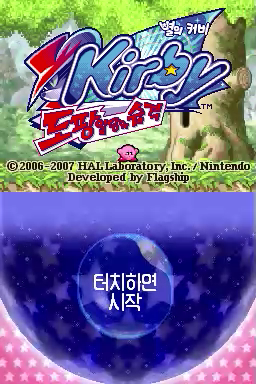 별의 커비
Kirby
도팡 일당의 습격
TM
©2006-2007 HAL Laboratory, Inc. / Nintendo
Developed by Flagship
터치하면
시작